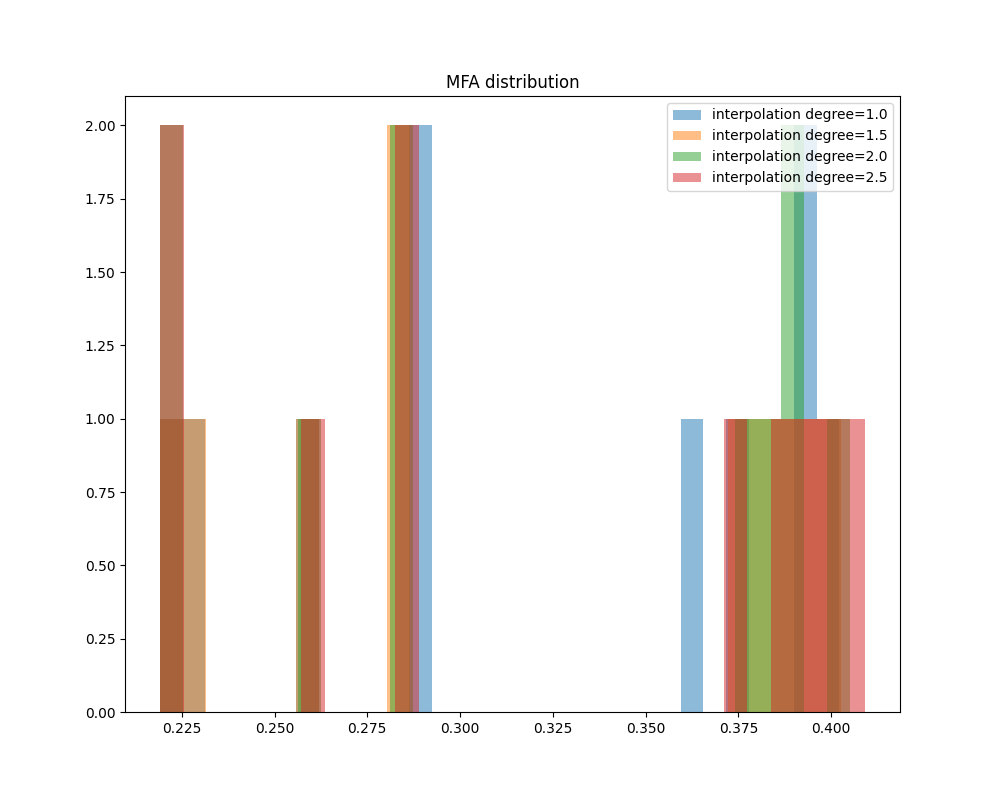 MFA distribution
interpolation degree=1.0
interpolation degree=1.5
interpolation degree=2.0
interpolation degree=2.5
2.00
1.75
1.50
1.25
1.00
0.75
0.50
0.25
0.00
0.225 0.250 0.275 0.300 0.325 0.350 0.375 0.400